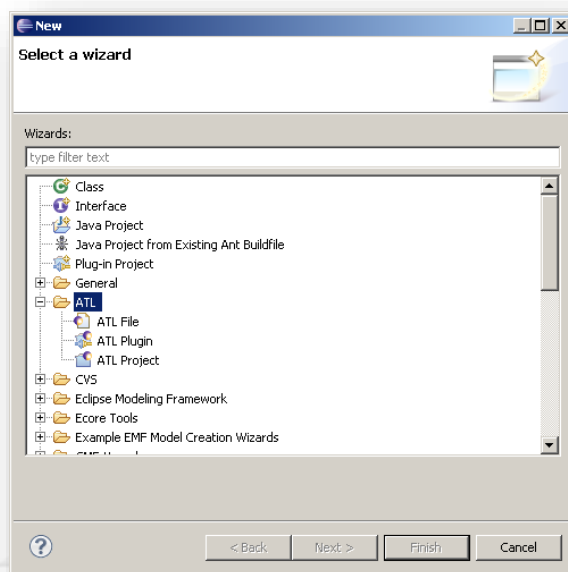 New
Select a wizard
Wizards:
type filter text
Class
Interface
Java Project
Java Project from Existing Ant Buildfile
Plug-in Project
General
ATL
ATL File
ATL Plugin
ATL Project
CVS
Eclipse Modeling Framework
Ecore Tools
Example EMF Model Creation Wizards
? < Back Next > Finish Cancel